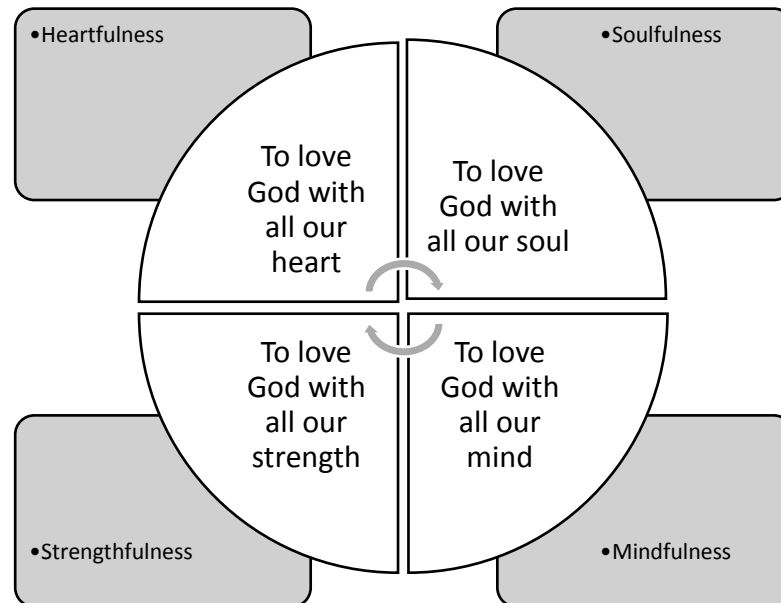 •Heartfulness
•Soulfulness
To love
God with
all our
heart
To love
God with
all our soul
To love
God with
all our
strength
To love
God with
all our
mind
•Strengthfulness
•Mindfulness